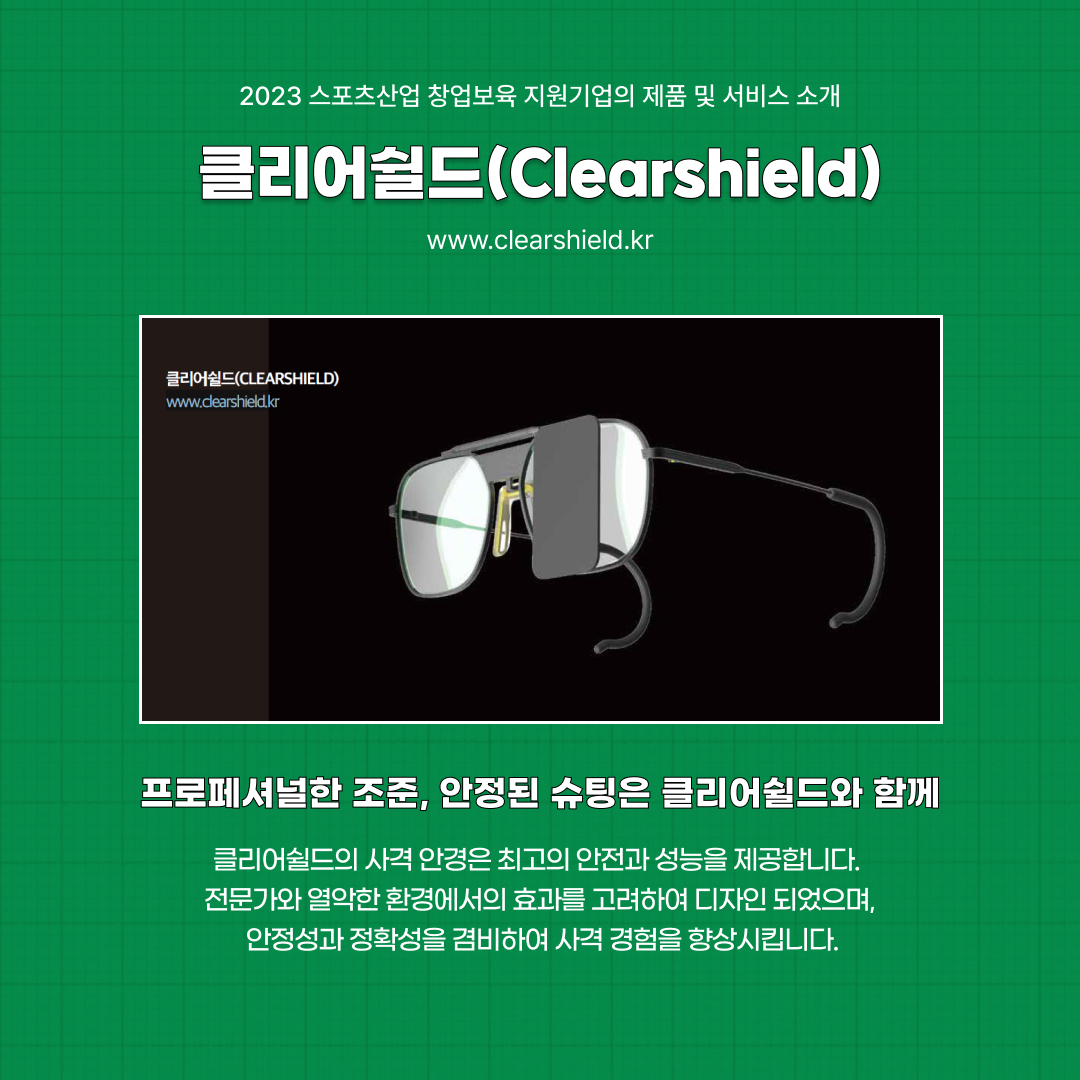 2023 스포츠산업 창업보육 지원기업의 제품 및 서비스 소개
클리어쉴드(Clearshield)
www.clearshield.kr
클리어쉴드(CLEARSHIELD)
www.clearshield.kr
프로페셔널한 조준, 안정된 슈팅은 클리어쉴드와 함께
클리어쉴드의 사격 안경은 최고의 안전과 성능을 제공합니다.
전문가와 열악한 환경에서의 효과를 고려하여 디자인 되었으며,
안정성과 정확성을 겸비하여 사격 경험을 향상시킵니다.